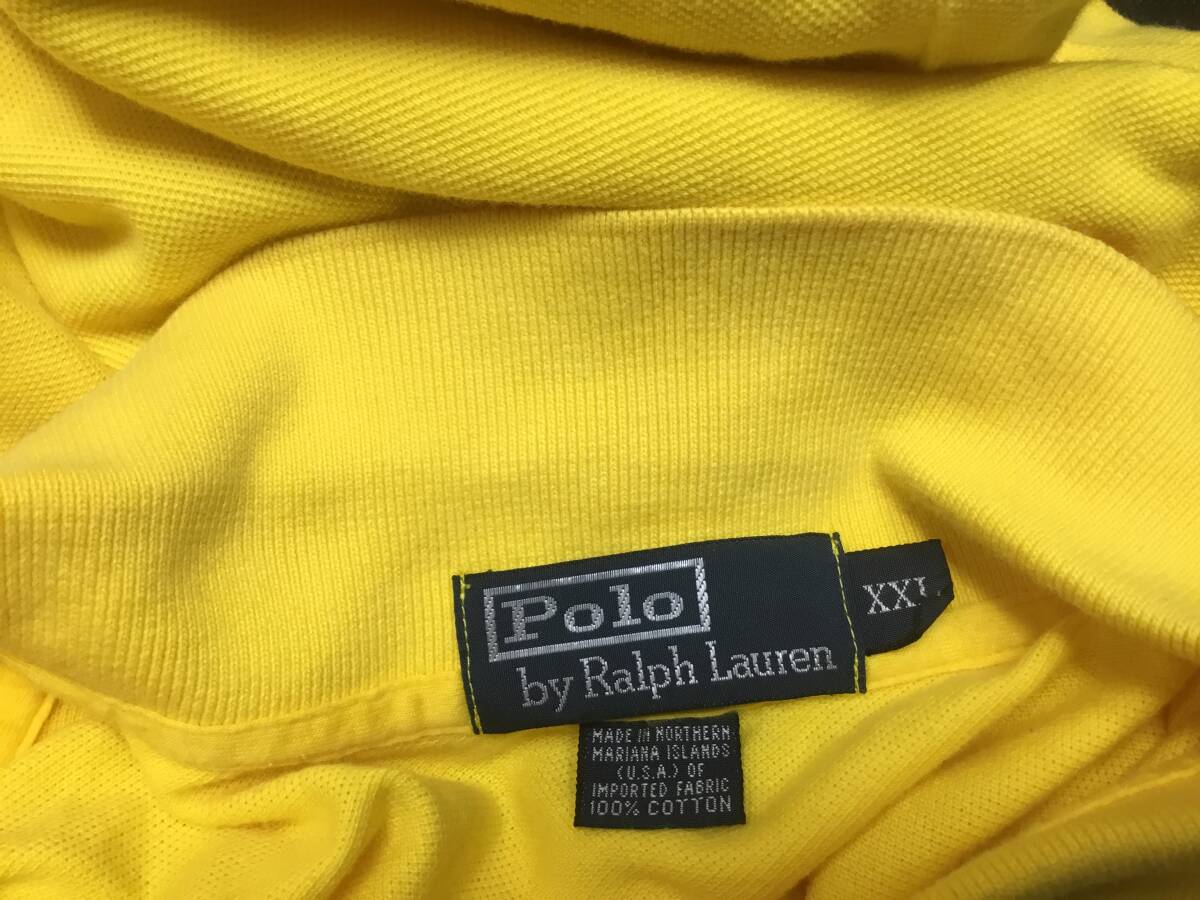 Polo
by Ralph Lauren
XXL
MADE IN NORTHERN
MARIANA ISLANDS
(U.S.A.) OF
IMPORTED FABRIC
100% COTTON